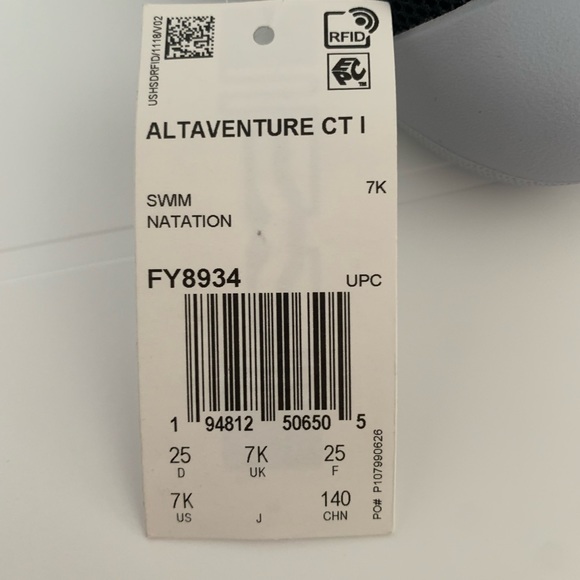 USHSDRFID/1118/V02
RFID
EPC™
ALTAVENTURE CT I
7K
SWIM
NATATION
FY8934
UPC
1 94812 50650 5
25 7K 25
D UK F
7K 140
US J CHN
PO# P107990626